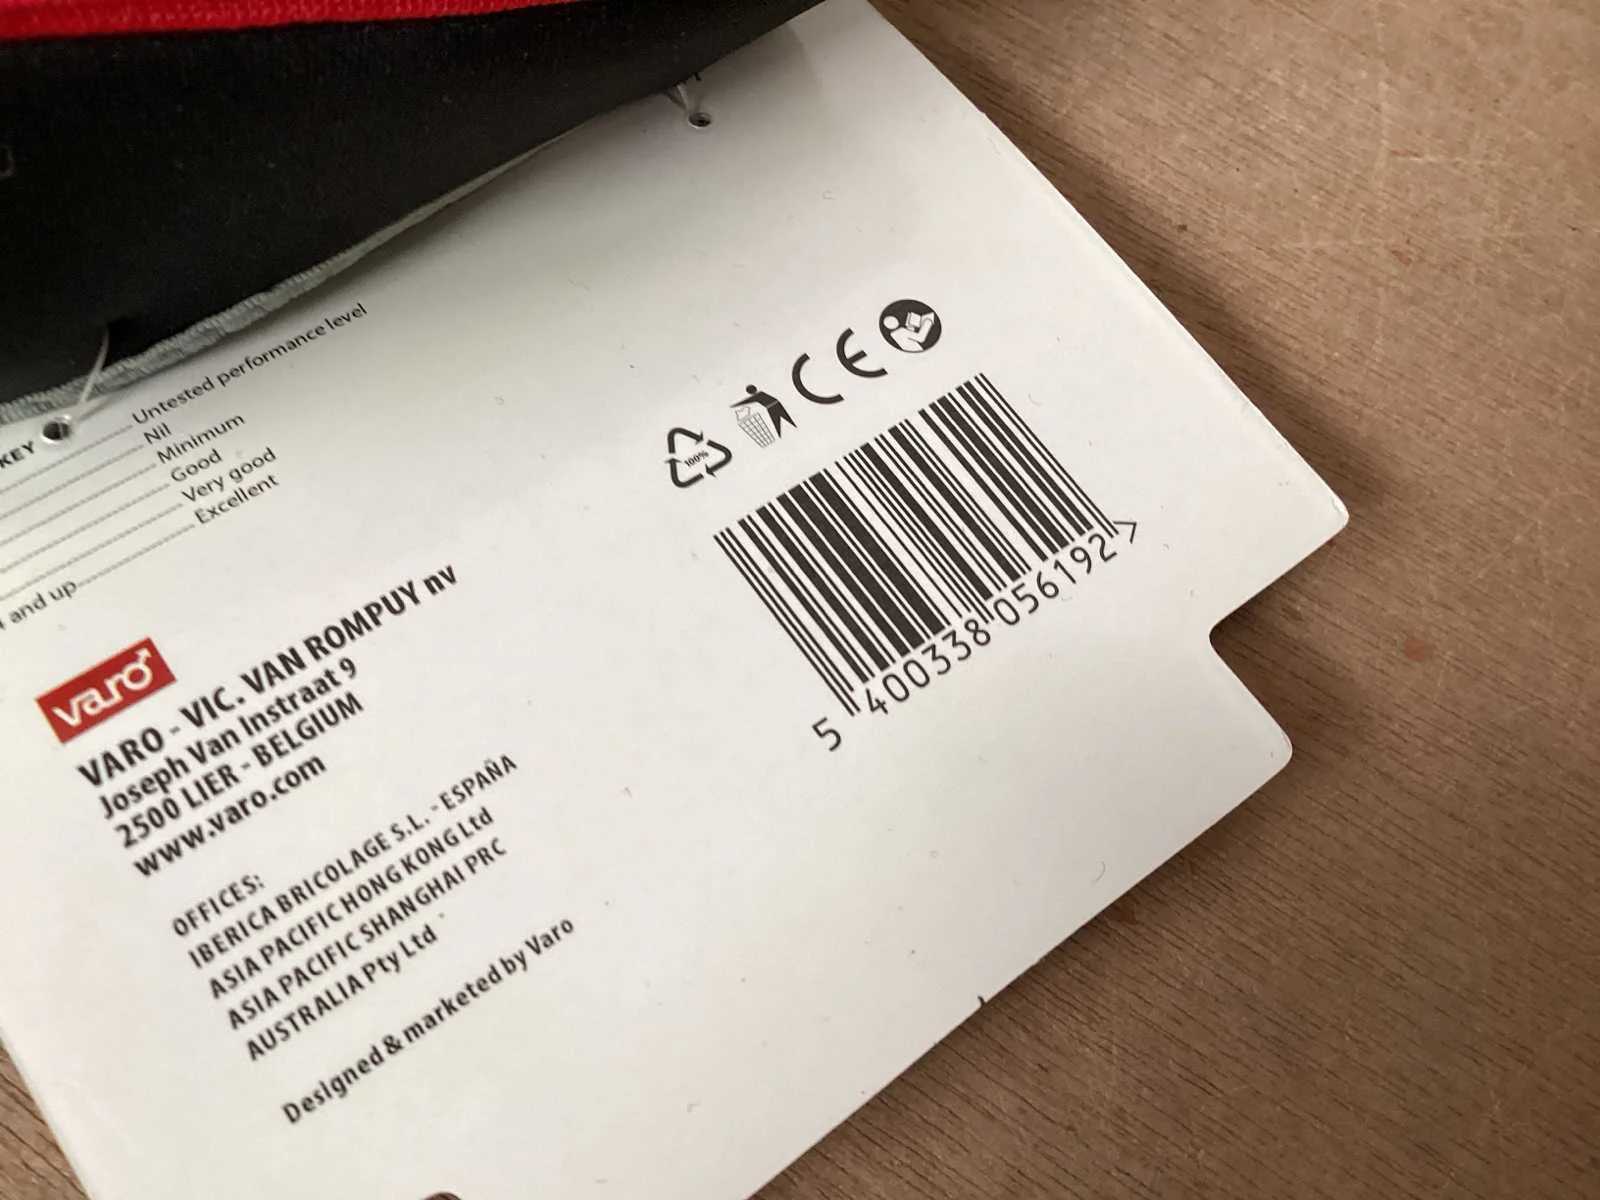 KEY
Untested performance level
Nil
Minimum
Good
Very good
Excellent
and up
varo
VARO - VIC. VAN ROMPUY nv
Joseph Van Instraat 9
2500 LIER - BELGIUM
www.varo.com
OFFICES:
IBERICA BRICOLAGE S.L. - ESPAÑA
ASIA PACIFIC HONG KONG Ltd
ASIA PACIFIC SHANGHAI PRC
AUSTRALIA Pty Ltd
Designed & marketed by Varo
100%
CE
5 400338 056192 >